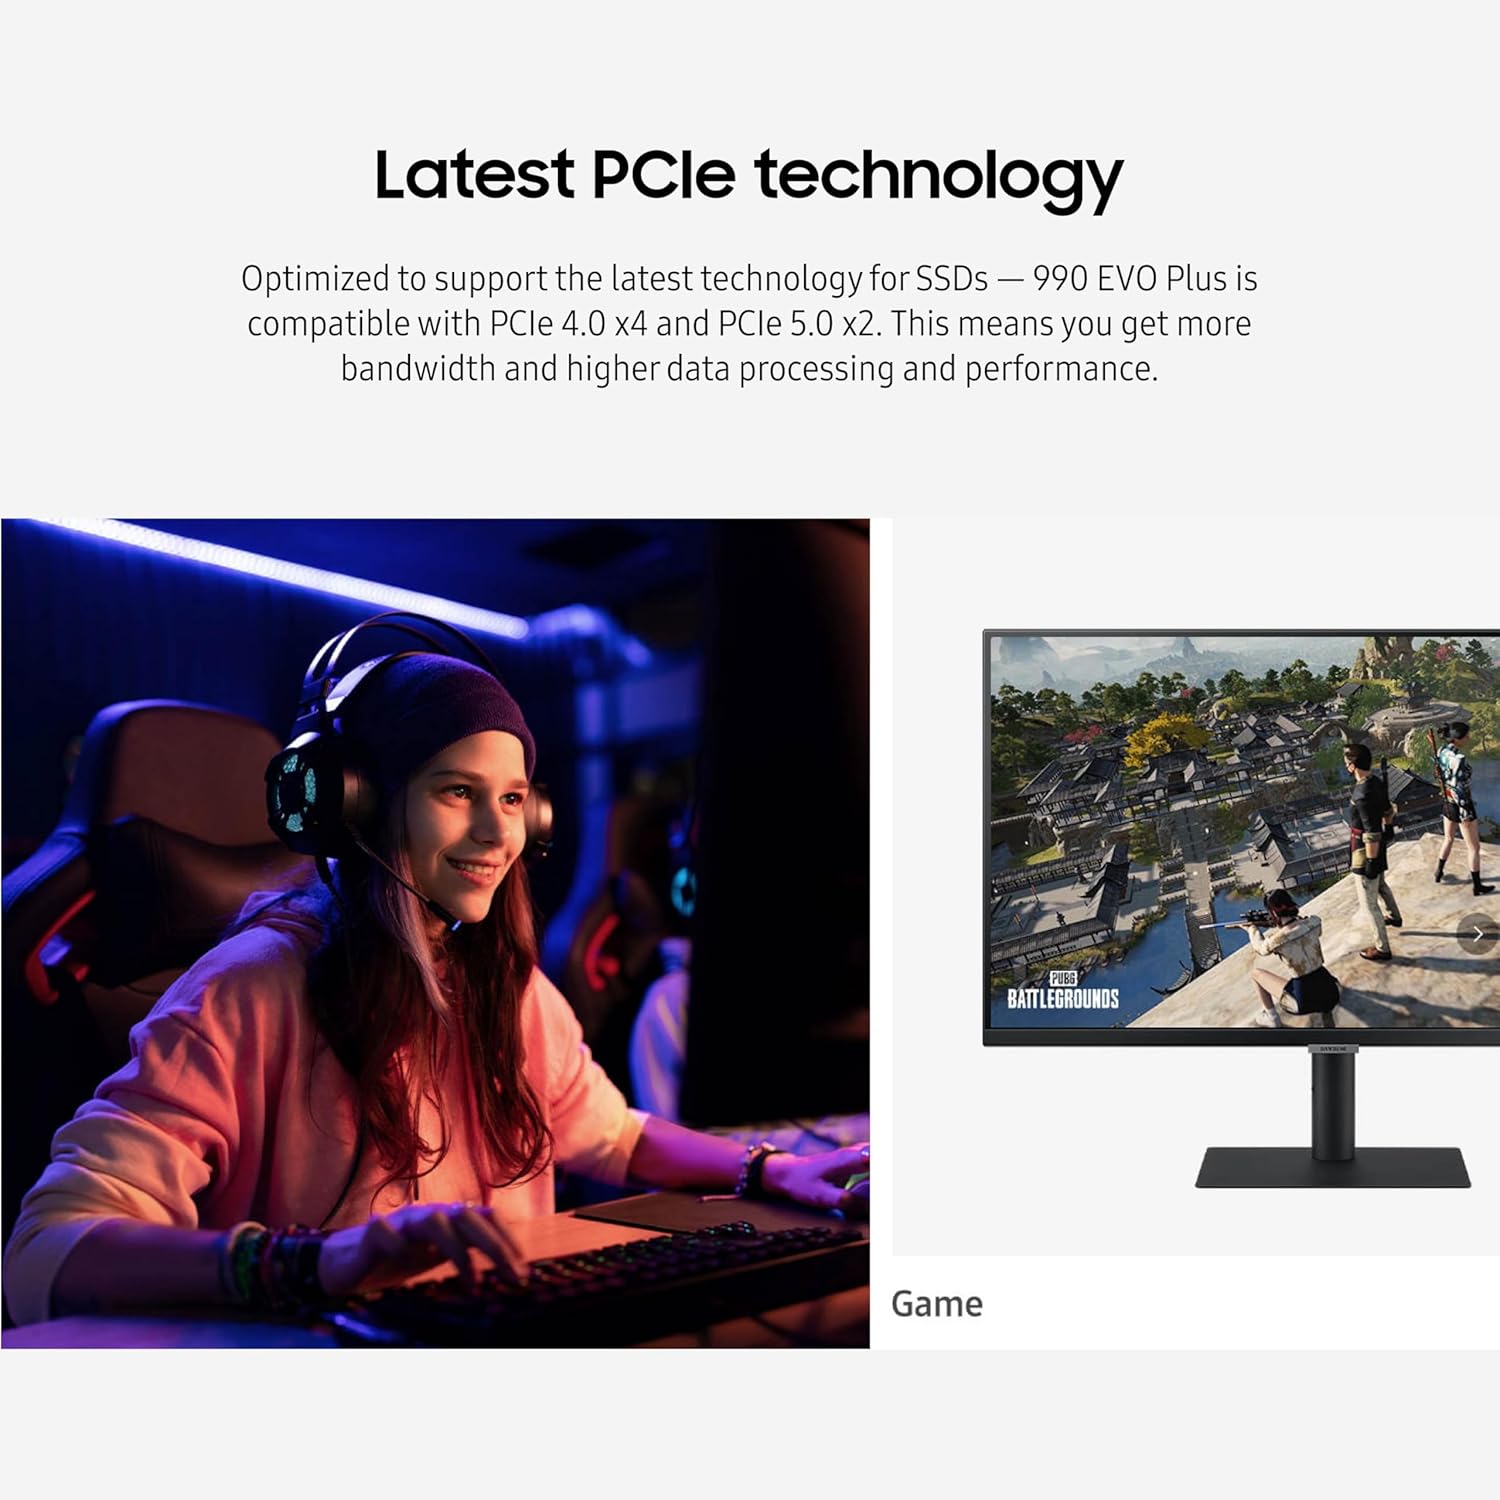 Latest PCIe technology
Optimized to support the latest technology for SSDs — 990 EVO Plus is
compatible with PCIe 4.0 x4 and PCIe 5.0 x2. This means you get more
bandwidth and higher data processing and performance.
PUBG
BATTLEGROUNDS
SAMSUNG
Game